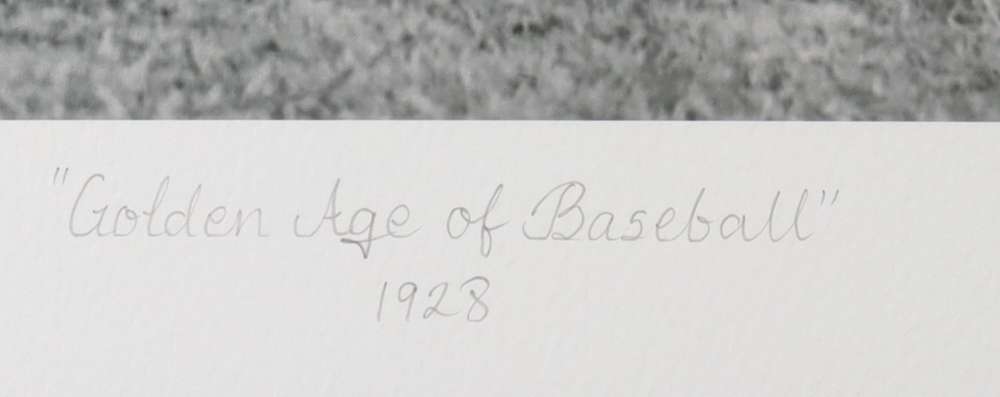 "Golden Age of Baseball"
1928